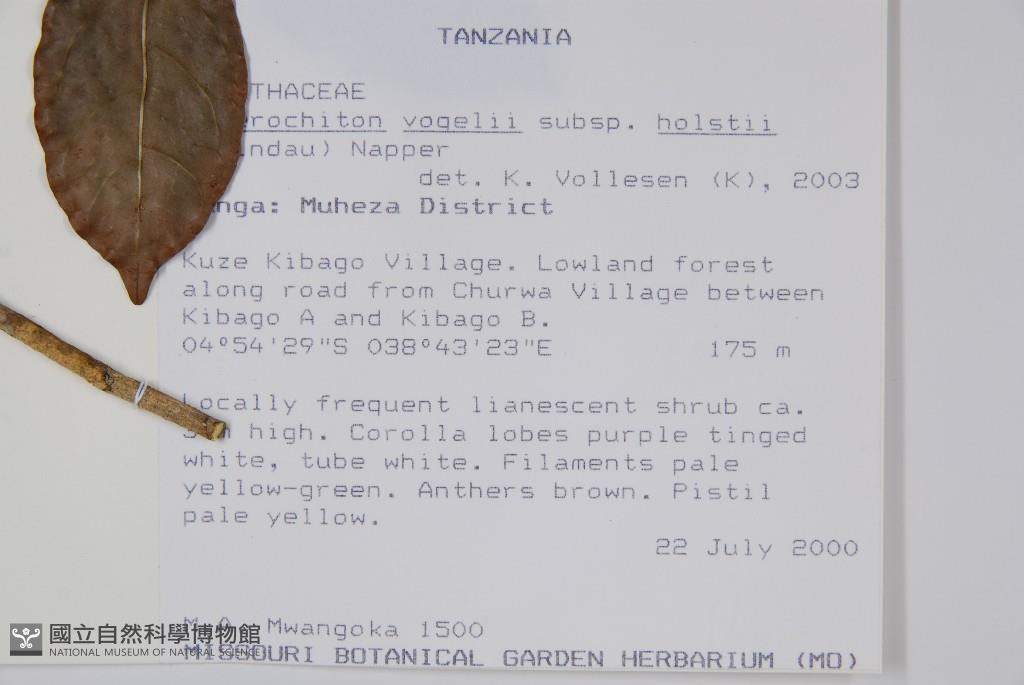 TANZANIA
THACEAE
rochiton vogelii subsp. holstii
ndau) Napper
det. K. Vollesen (K), 2003
nga: Muheza District
Kuze Kibago Village. Lowland forest
along road from Churwa Village between
Kibago A and Kibago B.
04°54'29"S 038°43'23"E 175 m
Locally frequent lianescent shrub ca.
high. Corolla lobes purple tinged
white, tube white. Filaments pale
yellow-green. Anthers brown. Pistil
pale yellow.
22 July 2000
Mwangoka 1500
MISSOURI BOTANICAL GARDEN HERBARIUM (MO)
國立自然科學博物館
NATIONAL MUSEUM OF NATURAL SCIENCE